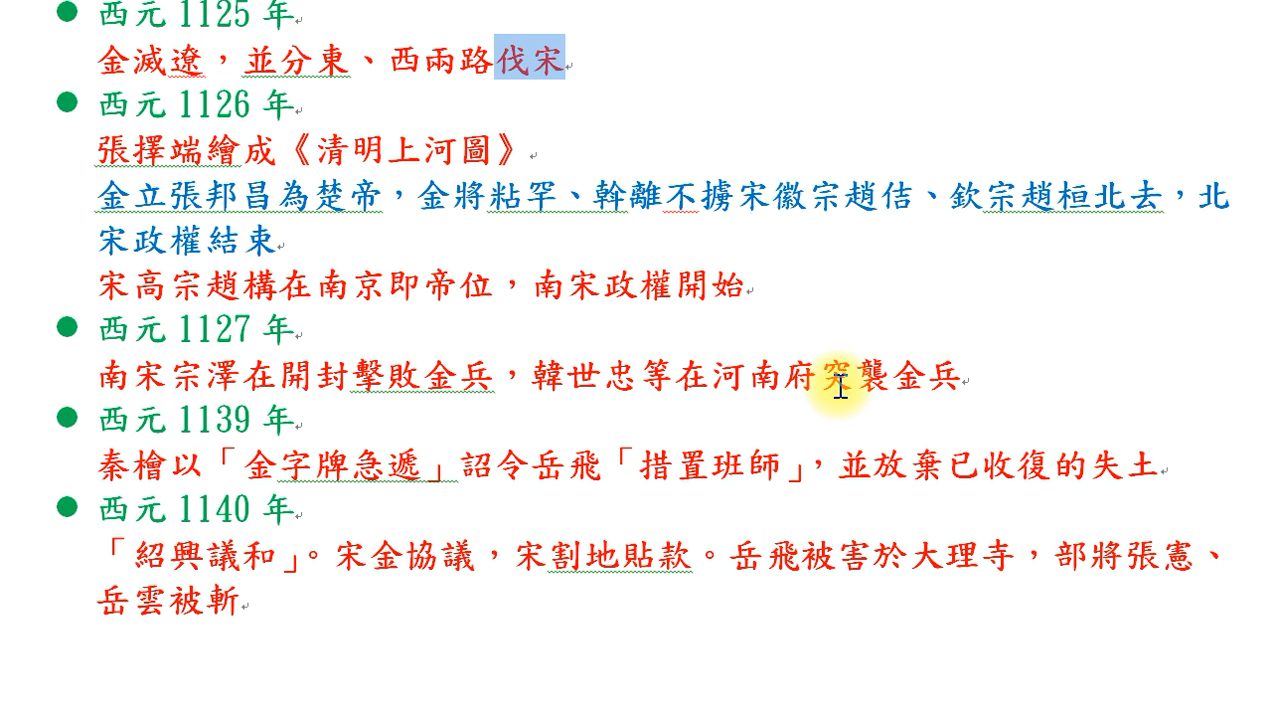 西元 1125 年
金滅遼，並分東、西兩路伐宋
西元 1126 年
張擇端繪成《清明上河圖》
金立張邦昌為楚帝，金將粘罕、斡離不擄宋徽宗趙佶、欽宗趙桓北去，北
宋政權結束
宋高宗趙構在南京即帝位，南宋政權開始
西元 1127 年
南宋宗澤在開封擊敗金兵，韓世忠等在河南府突襲金兵
西元 1139 年
秦檜以「金字牌急遞」詔令岳飛「措置班師」，並放棄已收復的失土
西元 1140 年
「紹興議和」。宋金協議，宋割地貼款。岳飛被害於大理寺，部將張憲、
岳雲被斬